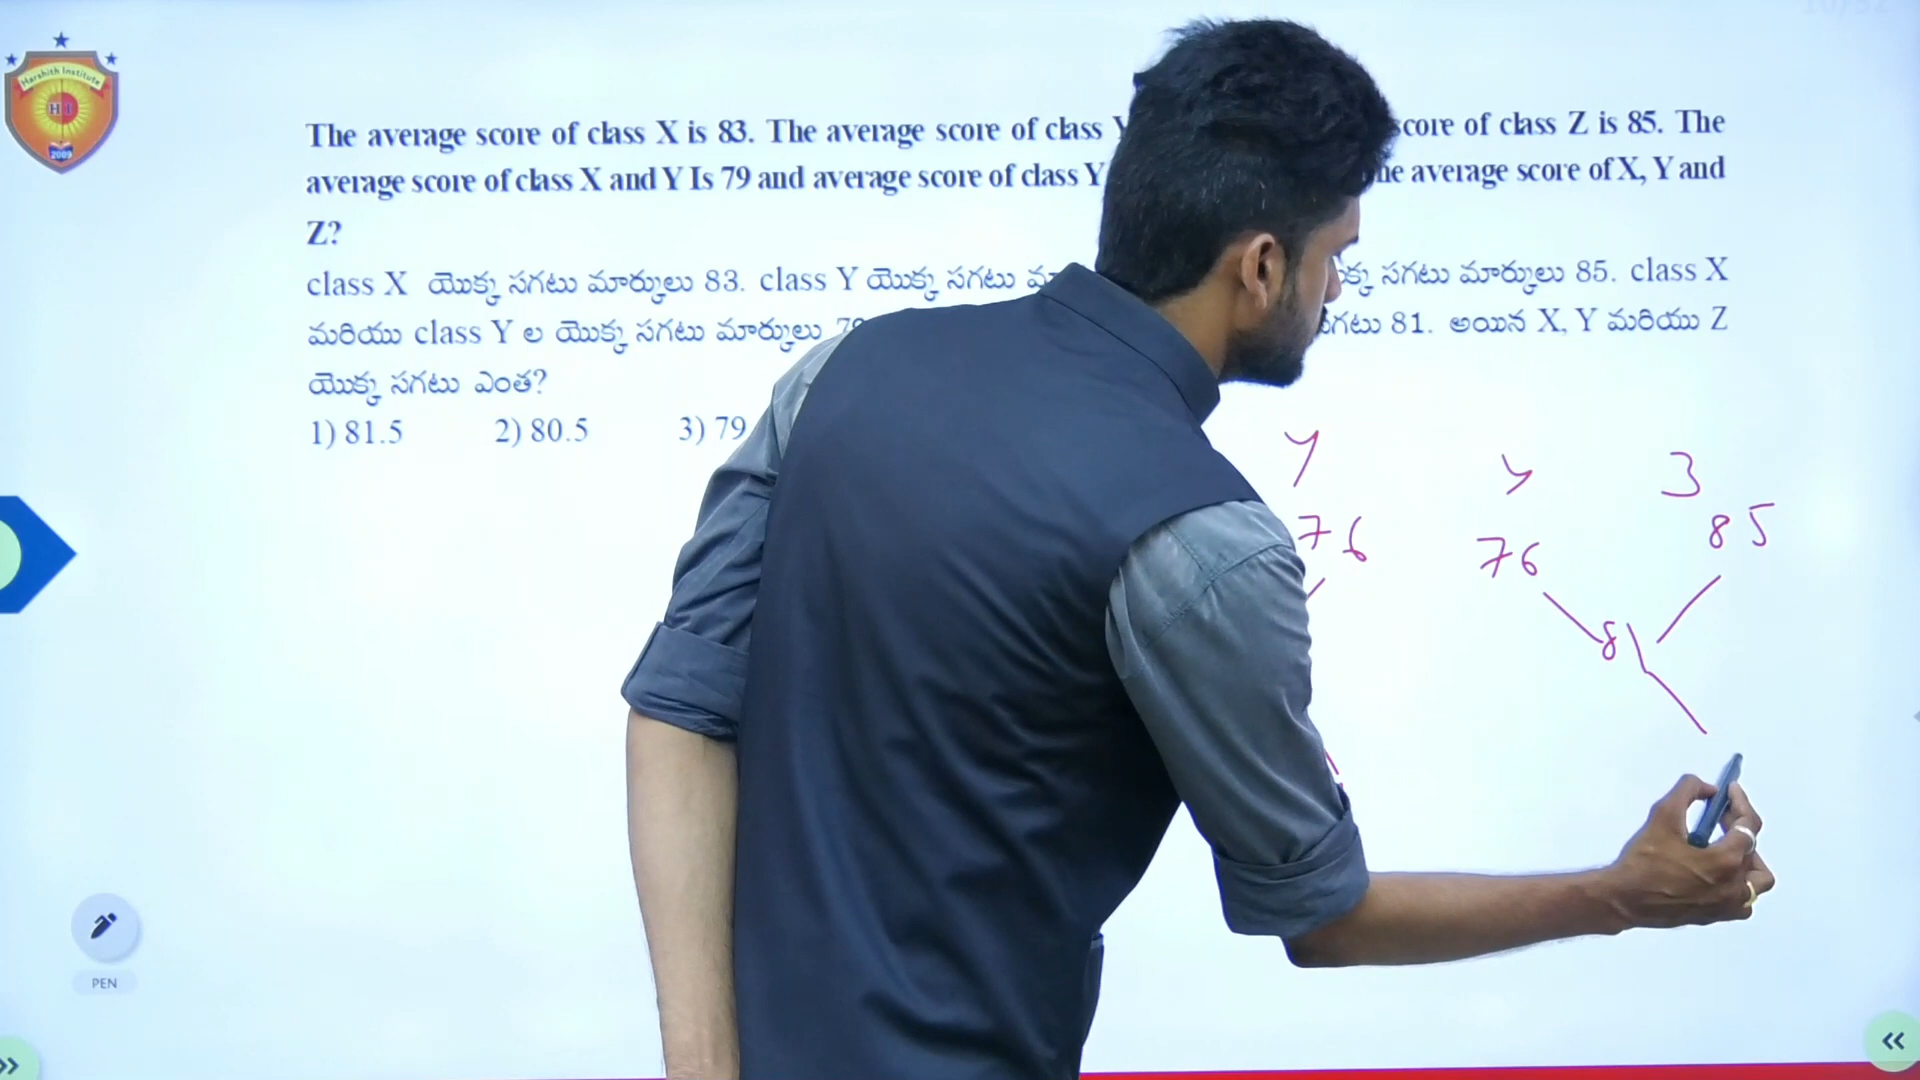 Harshith Institute
H I
2009
The average score of class X is 83. The average score of class score of class Z is 85. The
average score of class X and Y Is 79 and average score of class Y average score of X, Y and
Z?
class X యొక్క సగటు మార్కులు 83. class Y యొక్క సగటు సగటు మార్కులు 85. class X
మరియు class Y ల యొక్క సగటు మార్కులు 81. అయిన X, Y మరియు Z
యొక్క సగటు ఎంత?
1) 81.5 2) 80.5 3) 79
Y Y 3
76 76 85
81
PEN